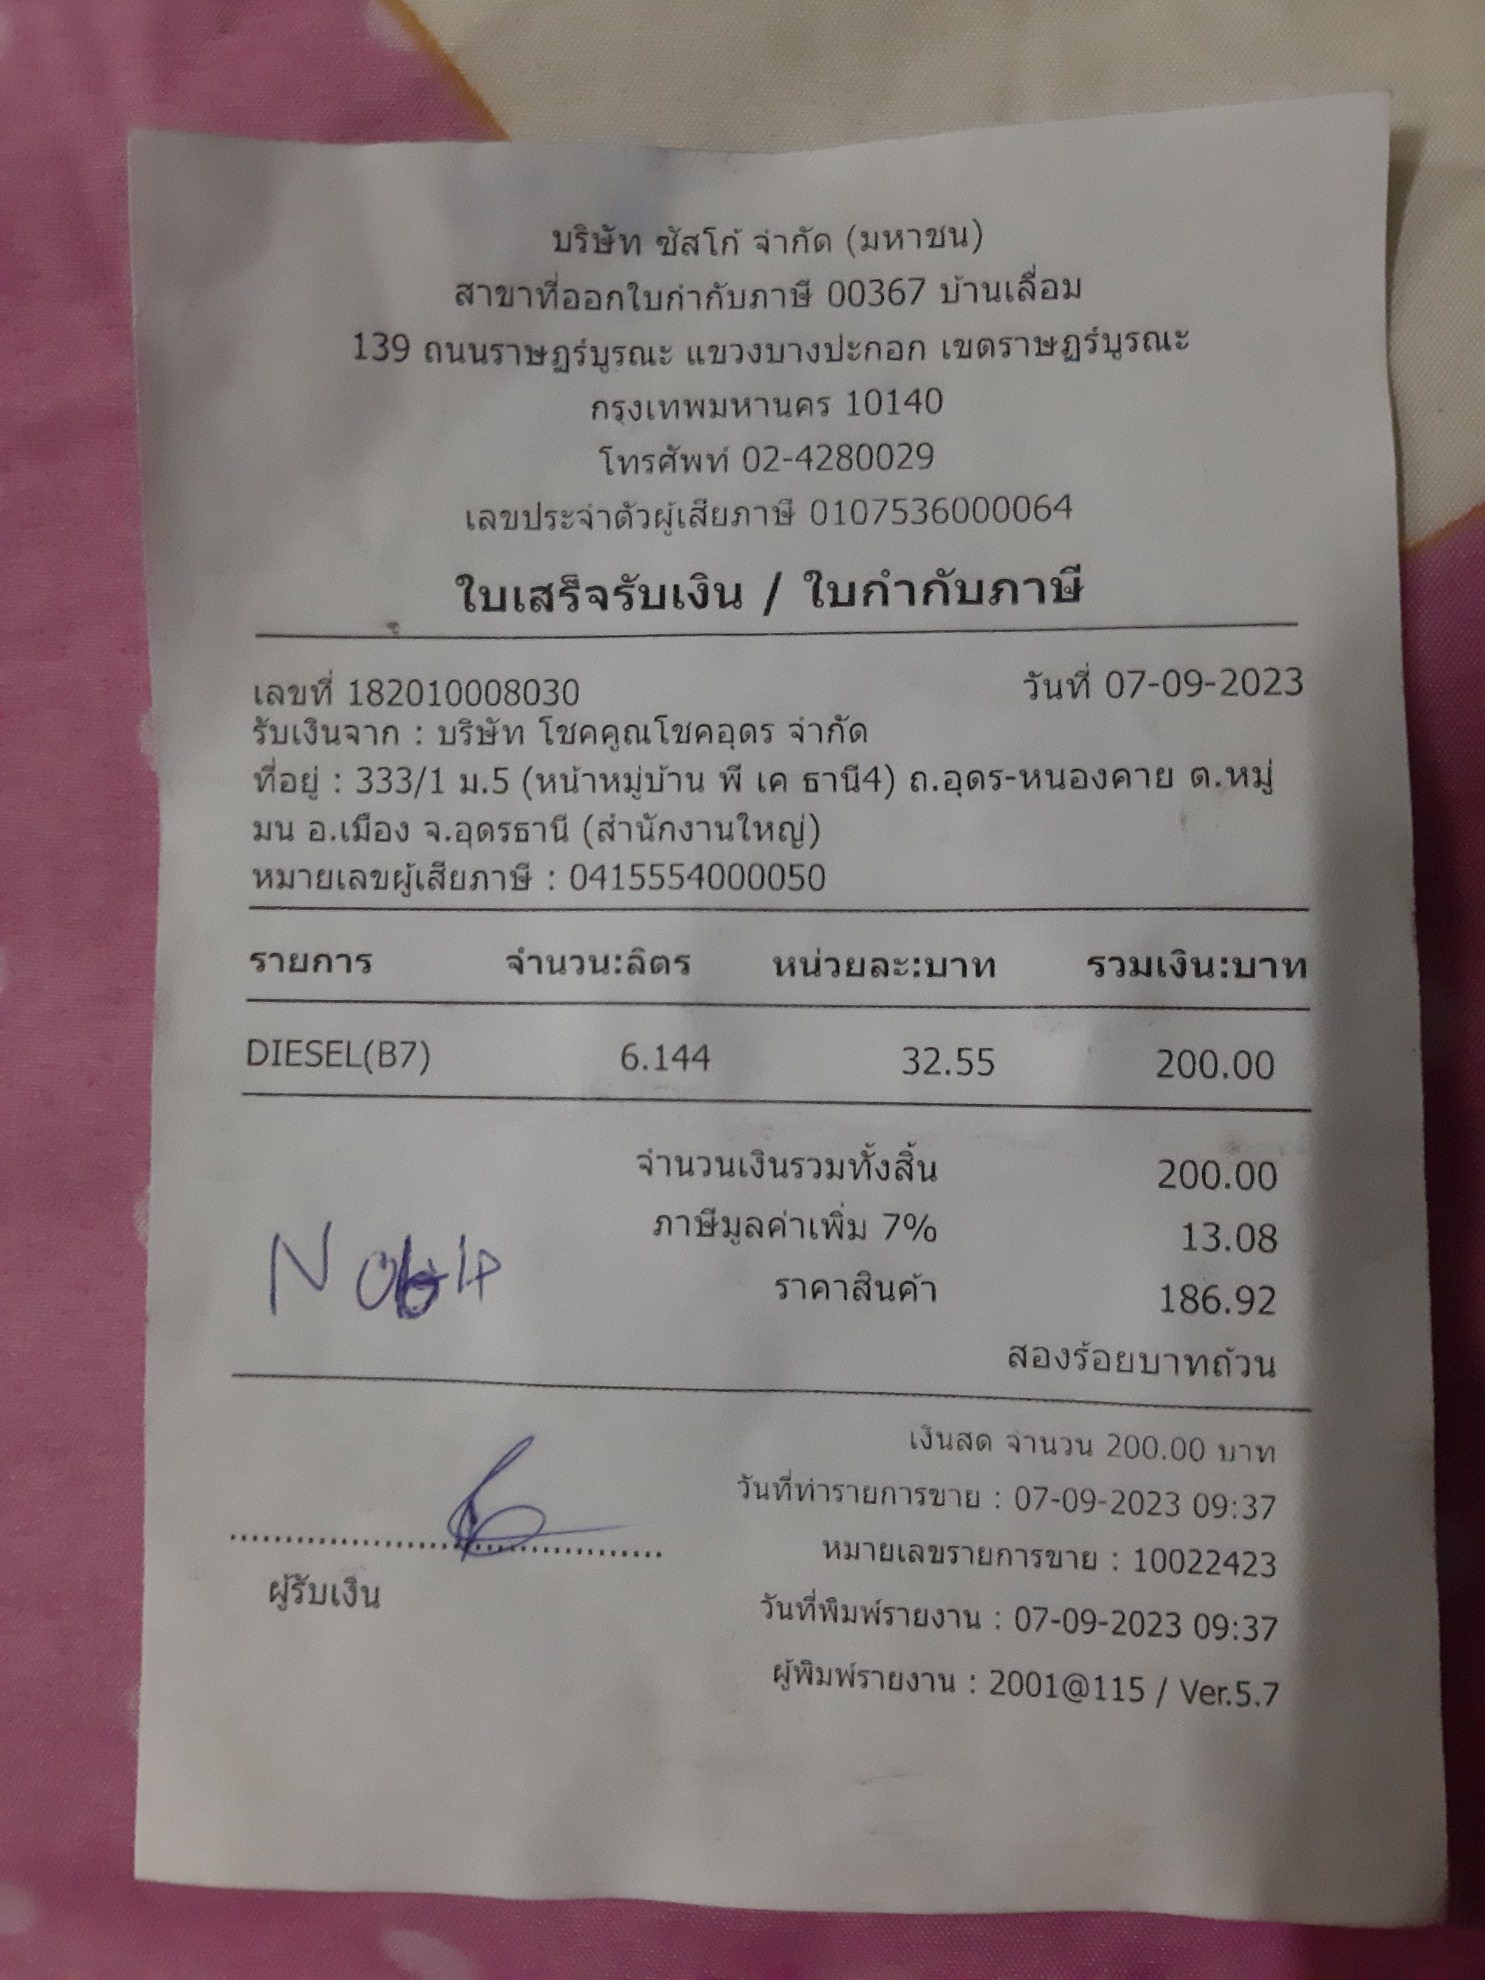 บริษัท ซัสโก้ จำกัด (มหาชน)
สาขาที่ออกใบกำกับภาษี 00367 บ้านเลื่อม
139 ถนนราษฏร์บูรณะ แขวงบางปะกอก เขตราษฏร์บูรณะ
กรุงเทพมหานคร 10140
โทรศัพท์ 02-4280029
เลขประจำตัวผู้เสียภาษี 0107536000064
ใบเสร็จรับเงิน / ใบกำกับภาษี
เลขที่ 182010008030 วันที่ 07-09-2023
รับเงินจาก : บริษัท โชคคูณโชคอุดร จำกัด
ที่อยู่ : 333/1 ม.5 (หน้าหมู่บ้าน พี เค ธานี4) ถ.อุดร-หนองคาย ต.หมู่
มน อ.เมือง จ.อุดรธานี (สำนักงานใหญ่)
หมายเลขผู้เสียภาษี : 0415554000050
รายการ จำนวน:ลิตร หน่วยละ:บาท รวมเงิน:บาท
DIESEL(B7) 6.144 32.55 200.00
จำนวนเงินรวมทั้งสิ้น 200.00
ภาษีมูลค่าเพิ่ม 7% 13.08
ราคาสินค้า 186.92
สองร้อยบาทถ้วน
เงินสด จำนวน 200.00 บาท
วันที่ทำรายการขาย : 07-09-2023 09:37
หมายเลขรายการขาย : 10022423
ผู้รับเงิน
วันที่พิมพ์รายงาน : 07-09-2023 09:37
ผู้พิมพ์รายงาน : 2001@115 / Ver.5.7